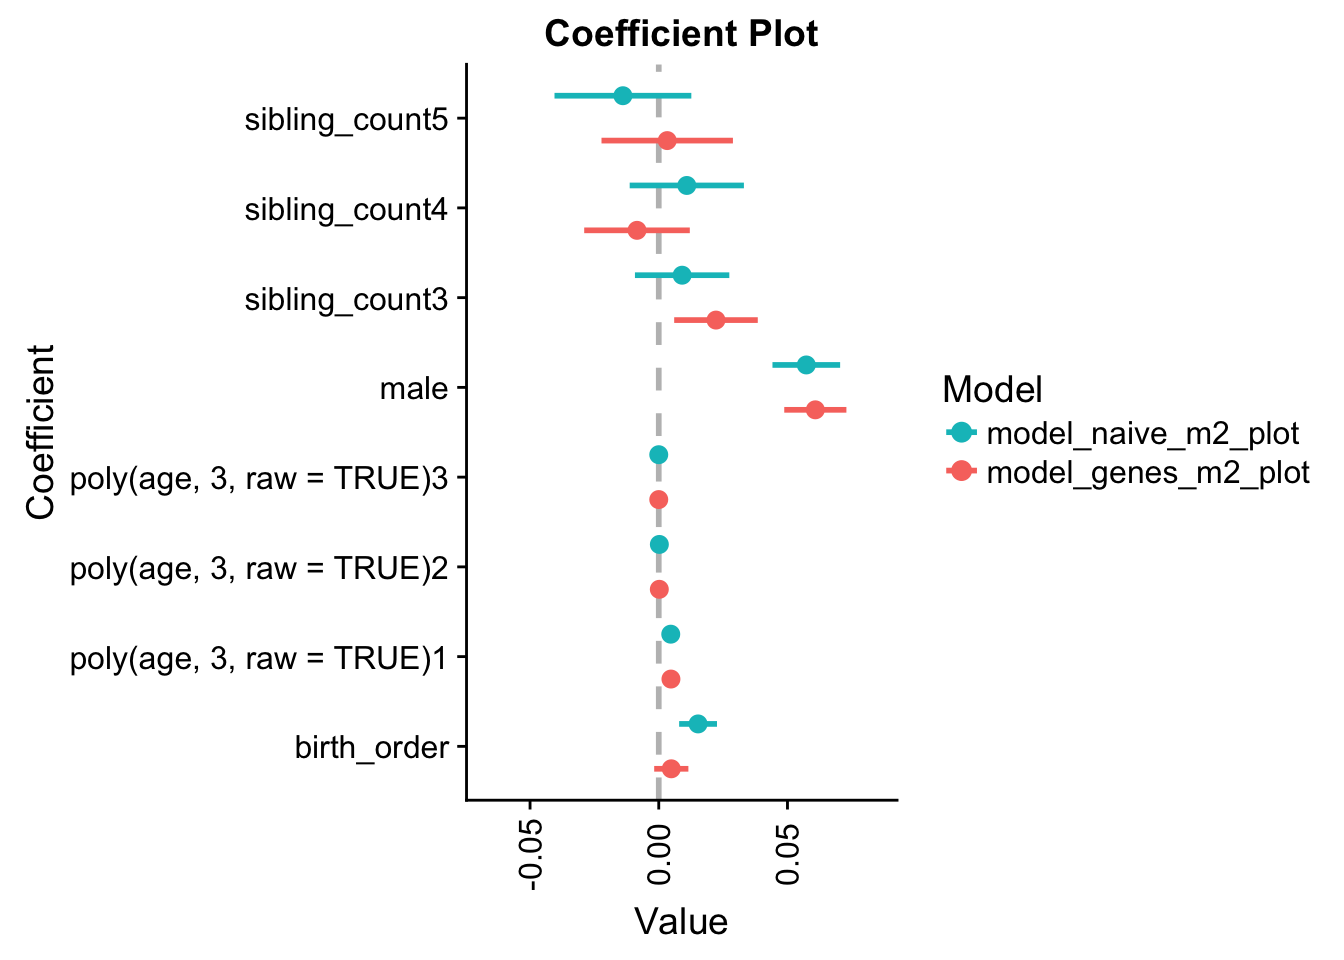 Coefficient Plot
Coefficient
sibling_count5
sibling_count4
sibling_count3
male
poly(age, 3, raw = TRUE)3
poly(age, 3, raw = TRUE)2
poly(age, 3, raw = TRUE)1
birth_order
-0.05
0.00
0.05
Value
Model
model_naive_m2_plot
model_genes_m2_plot